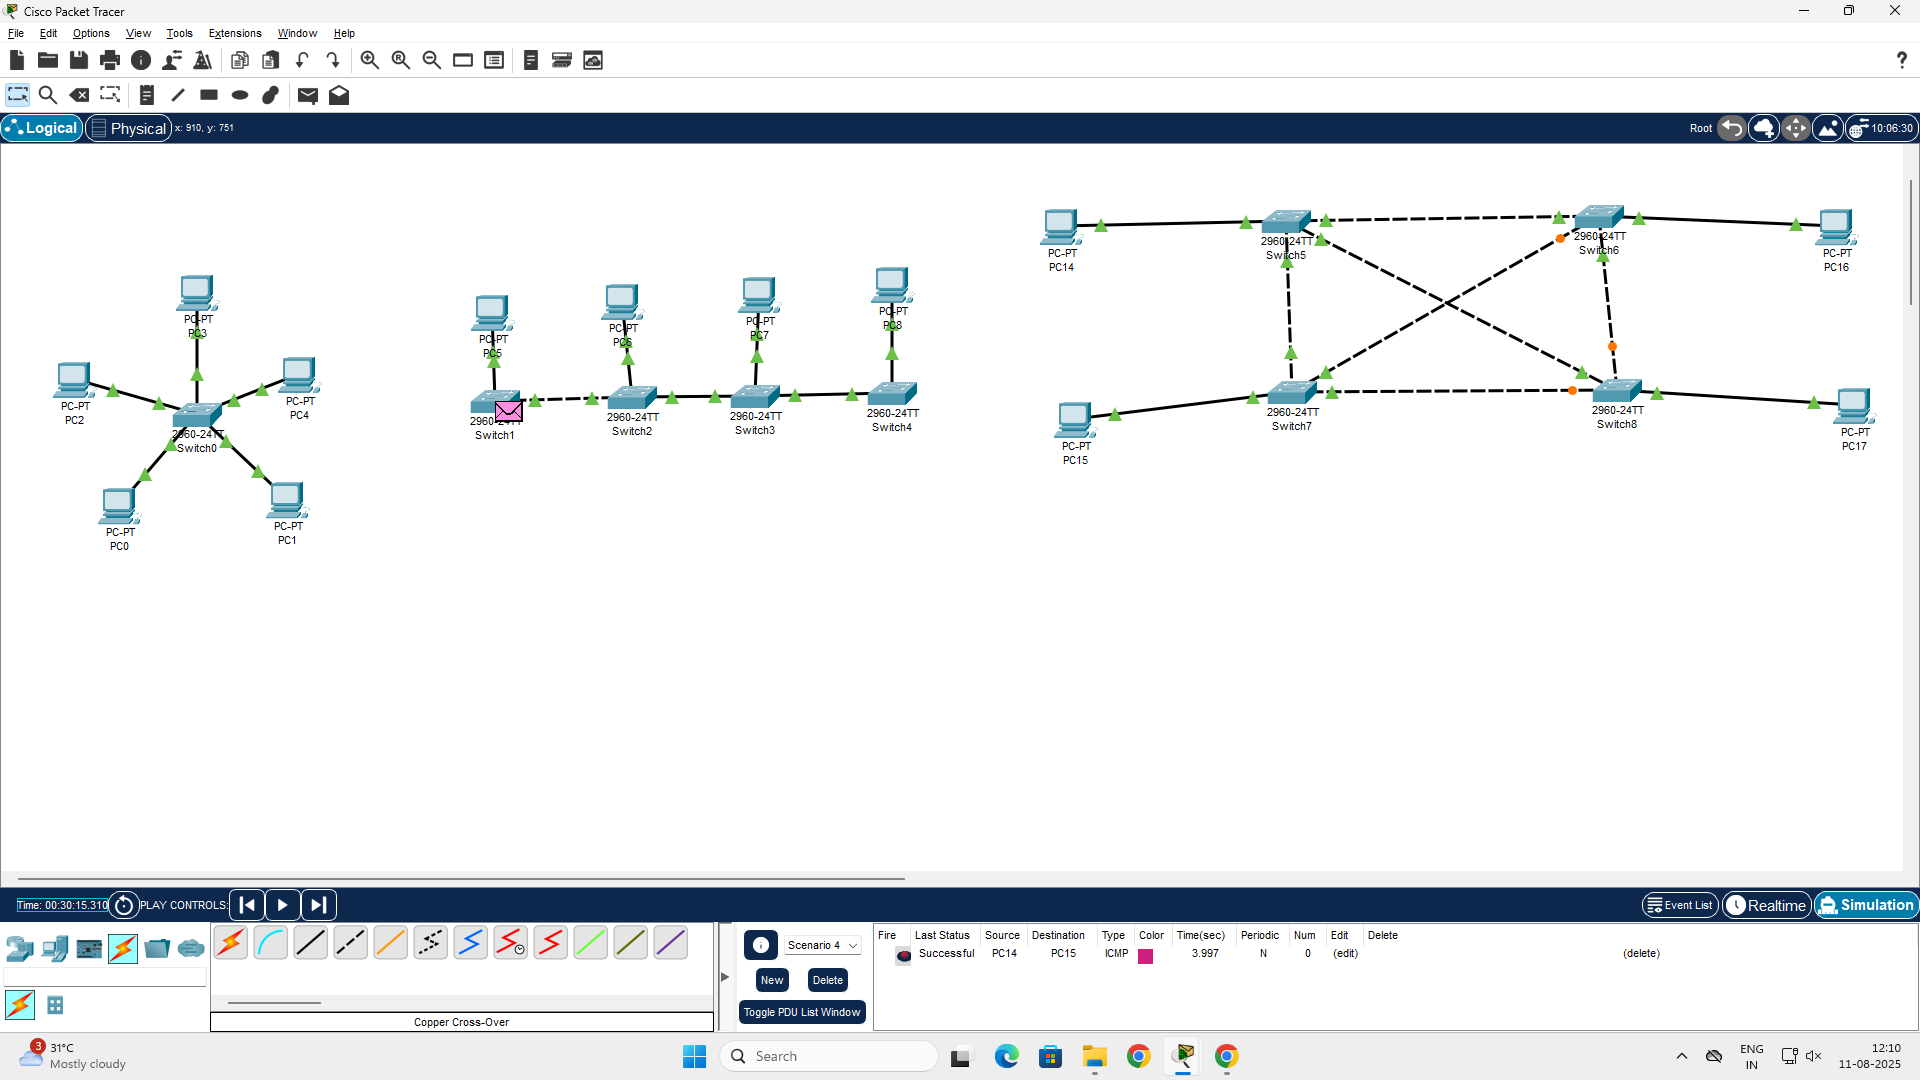 Cisco Packet Tracer
File Edit Options View Tools Extensions Window Help
Logical Physical x: 910, y: 751 Root 10:06:30
PC-PT
PC3
PC-PT
PC2
PC-PT
PC4
2960-24TT
Switch0
PC-PT
PC0
PC-PT
PC1
PC-PT
PC5
PC-PT
PC6
PC-PT
PC7
PC-PT
PC8
2960-24TT
Switch1
2960-24TT
Switch2
2960-24TT
Switch3
2960-24TT
Switch4
PC-PT
PC14
2960-24TT
Switch5
2960-24TT
Switch6
PC-PT
PC16
PC-PT
PC15
2960-24TT
Switch7
2960-24TT
Switch8
PC-PT
PC17
Time: 00:30:15.310 PLAY CONTROLS: Event List Realtime Simulation
Copper Cross-Over
Scenario 4
New Delete
Toggle PDU List Window
Fire Last Status Source Destination Type Color Time(sec) Periodic Num Edit Delete
Successful PC14 PC15 ICMP 3.997 N 0 (edit) (delete)
3
31°C
Mostly cloudy
Search
ENG
IN
12:10
11-08-2025